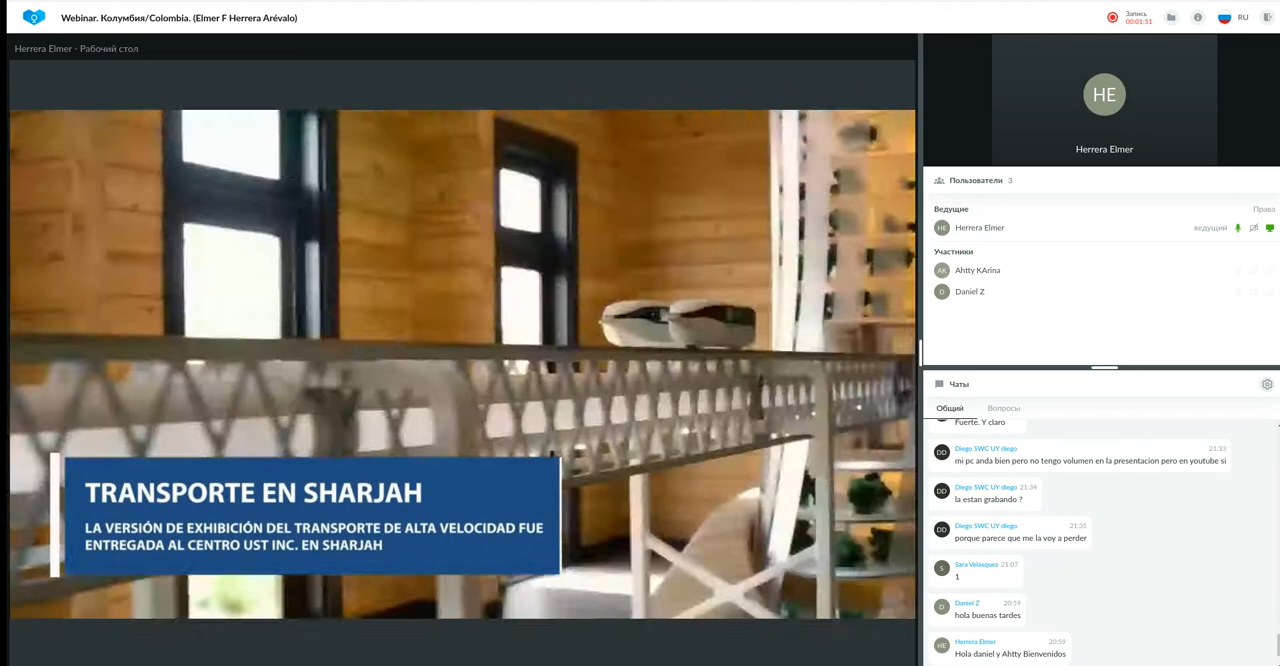 Webinar. Колумбия/Colombia. (Elmer F Herrera Arévalo)
Запись
00:01:51
RU
Herrera Elmer - Рабочий стол
HE
Herrera Elmer
Пользователи 3
Ведущие Права
HE Herrera Elmer ведущий
Участники
AK Ahtty KArina
D Daniel Z
TRANSPORTE EN SHARJAH
LA VERSIÓN DE EXHIBICIÓN DEL TRANSPORTE DE ALTA VELOCIDAD FUE
ENTREGADA AL CENTRO UST INC. EN SHARJAH
Чаты
Общий Вопросы
Fuerte. Y claro
DD Diego SWC UY diego 21:33
mi pc anda bien pero no tengo volumen en la presentacion pero en youtube si
DD Diego SWC UY diego 21:34
la estan grabando ?
DD Diego SWC UY diego 21:35
porque parece que me la voy a perder
S Sara Velasquez 21:07
1
D Daniel Z 20:59
hola buenas tardes
HE Herrera Elmer 20:59
Hola daniel y Ahtty Bienvenidos